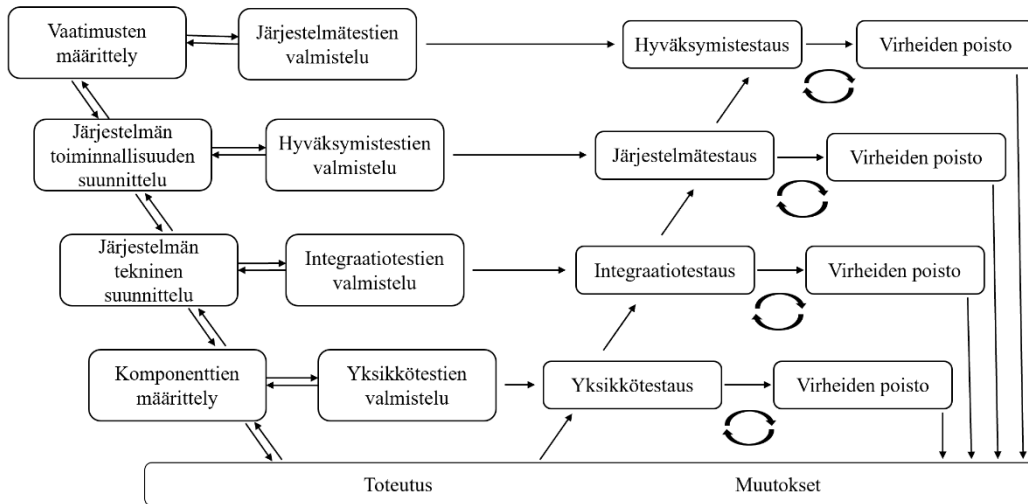 Vaatimusten
määrittely
Järjestelmätestien
valmistelu
Hyväksymistestaus
Virheiden poisto
Järjestelmän
toiminnallisuuden
suunnittelu
Hyväksymistestien
valmistelu
Järjestelmätestaus
Virheiden poisto
Järjestelmän
tekninen
suunnittelu
Integraatiotestien
valmistelu
Integraatiotestaus
Virheiden poisto
Komponenttien
määrittely
Yksikkötestien
valmistelu
Yksikkötestaus
Virheiden poisto
Toteutus
Muutokset